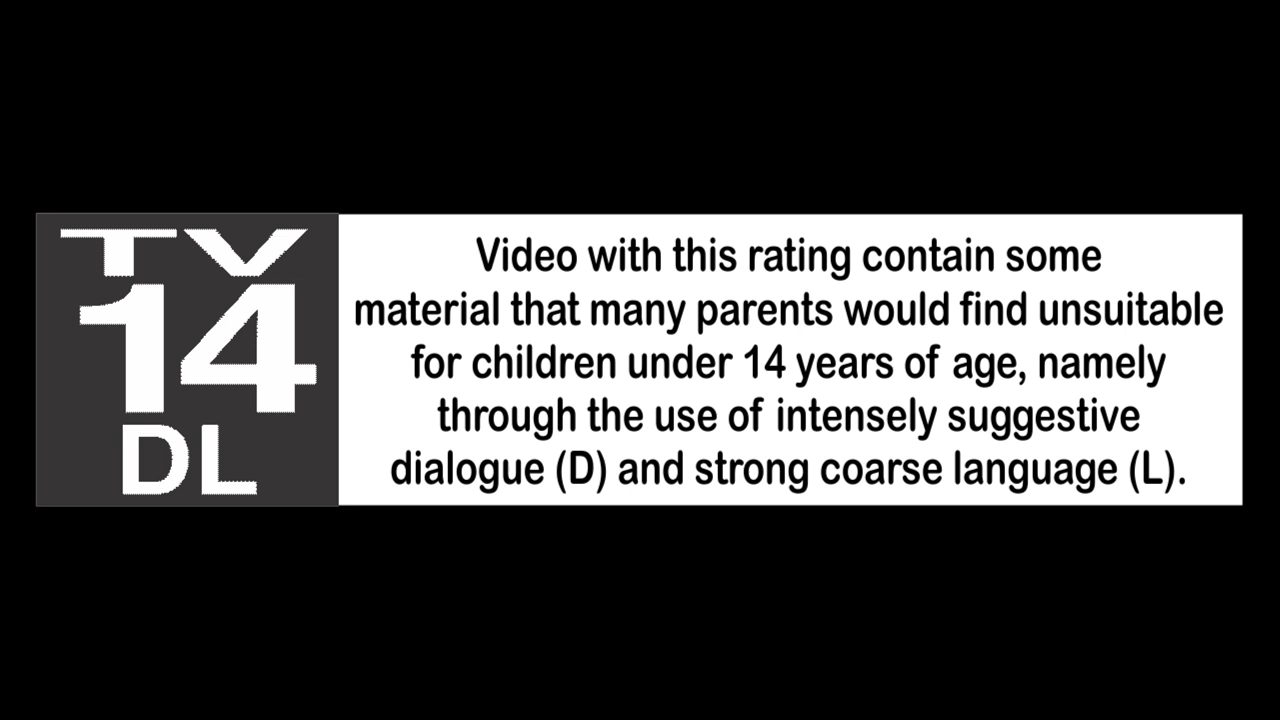 TV
14
DL
Video with this rating contain some
material that many parents would find unsuitable
for children under 14 years of age, namely
through the use of intensely suggestive
dialogue (D) and strong coarse language (L).